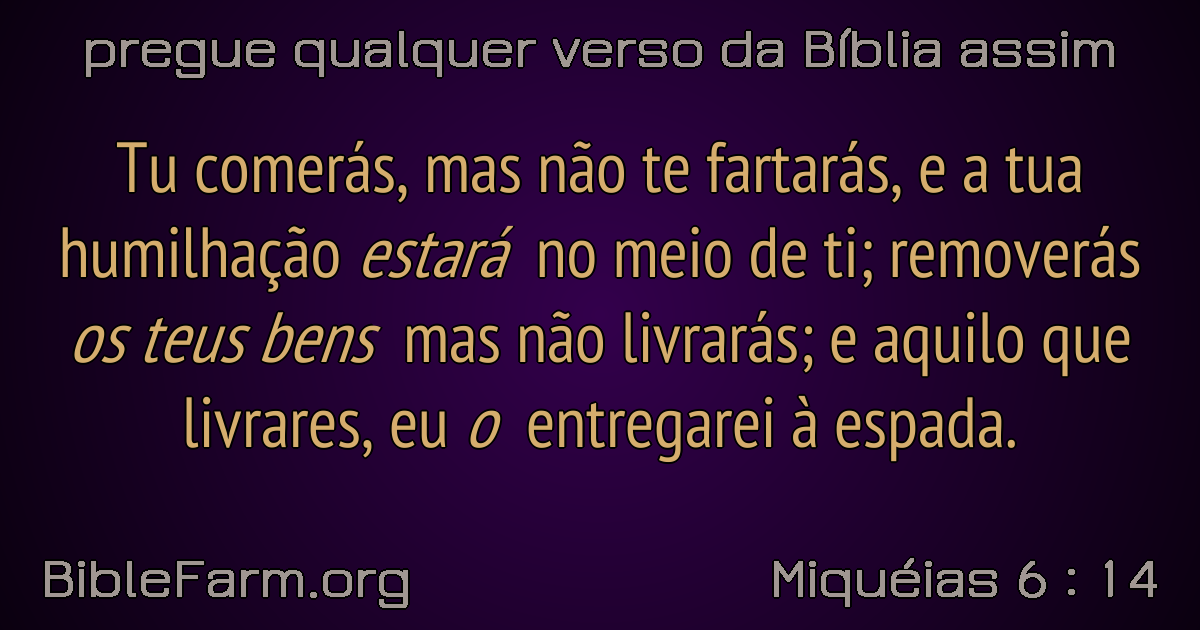 pregue qualquer verso da Bíblia assim
Tu comerás, mas não te fartarás, e a tua
humilhação estará no meio de ti; removerás
os teus bens mas não livrarás; e aquilo que
livrares, eu o entregarei à espada.
BibleFarm.org
Miquéias 6 : 14